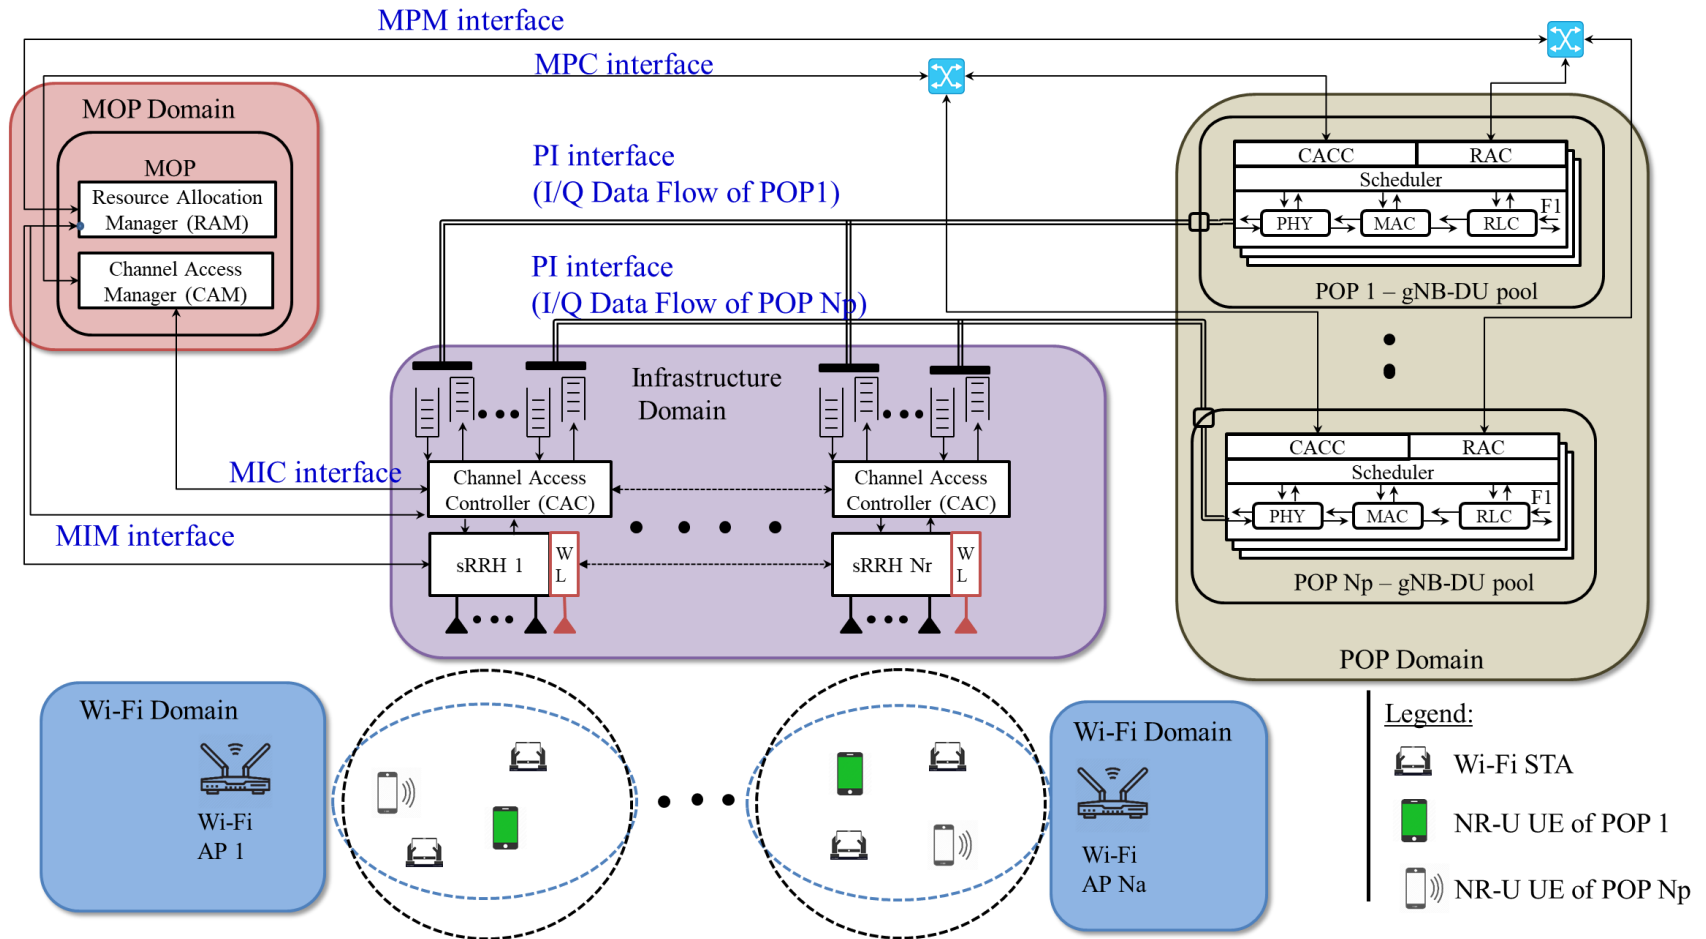 MPM interface
MPC interface
MOP Domain
MOP
Resource Allocation
Manager (RAM)
Channel Access
Manager (CAM)
PI interface
(I/Q Data Flow of POP1)
PI interface
(I/Q Data Flow of POP Np)
CACC
RAC
Scheduler
PHY
MAC
RLC
F1
POP 1 – gNB-DU pool
CACC
RAC
Scheduler
PHY
MAC
RLC
F1
POP Np – gNB-DU pool
POP Domain
Infrastructure
Domain
MIC interface
MIM interface
Channel Access
Controller (CAC)
Channel Access
Controller (CAC)
sRRH 1
W
L
sRRH Nr
W
L
Wi-Fi Domain
Wi-Fi
AP 1
Wi-Fi Domain
Wi-Fi
AP Na
Legend:
Wi-Fi STA
NR-U UE of POP 1
NR-U UE of POP Np